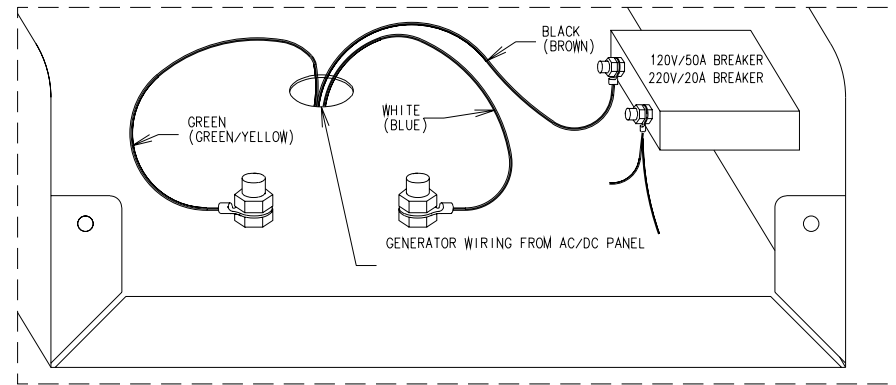 BLACK
(BROWN)
120V/50A BREAKER
220V/20A BREAKER
GREEN
(GREEN/YELLOW)
WHITE
(BLUE)
GENERATOR WIRING FROM AC/DC PANEL